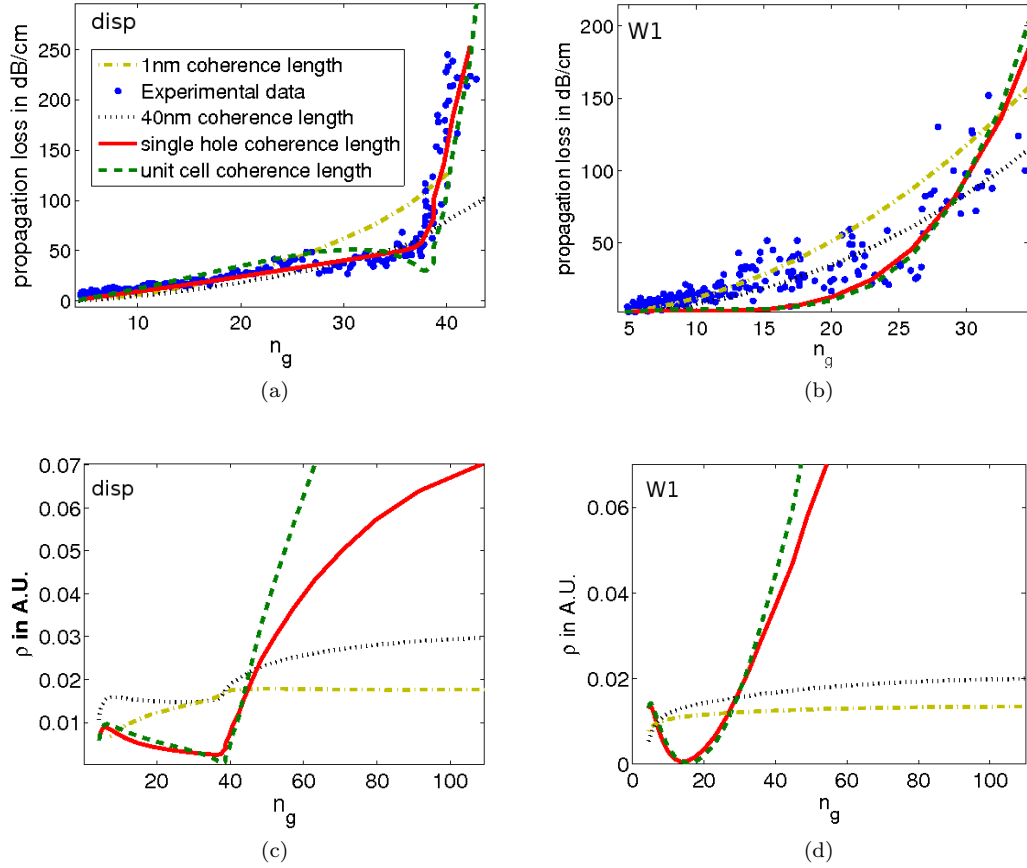 disp
250
200
150
100
50
0
propagation loss in dB/cm
1nm coherence length
Experimental data
40nm coherence length
single hole coherence length
unit cell coherence length
10 20 30 40
n_g
(a)
W1
200
150
100
50
propagation loss in dB/cm
5 10 15 20 25 30
n_g
(b)
0.07
0.06
0.05
0.04
0.03
0.02
0.01
disp
ρ in A.U.
20 40 60 80 100
n_g
(c)
W1
0.06
0.04
0.02
0
ρ in A.U.
0 20 40 60 80 100
n_g
(d)